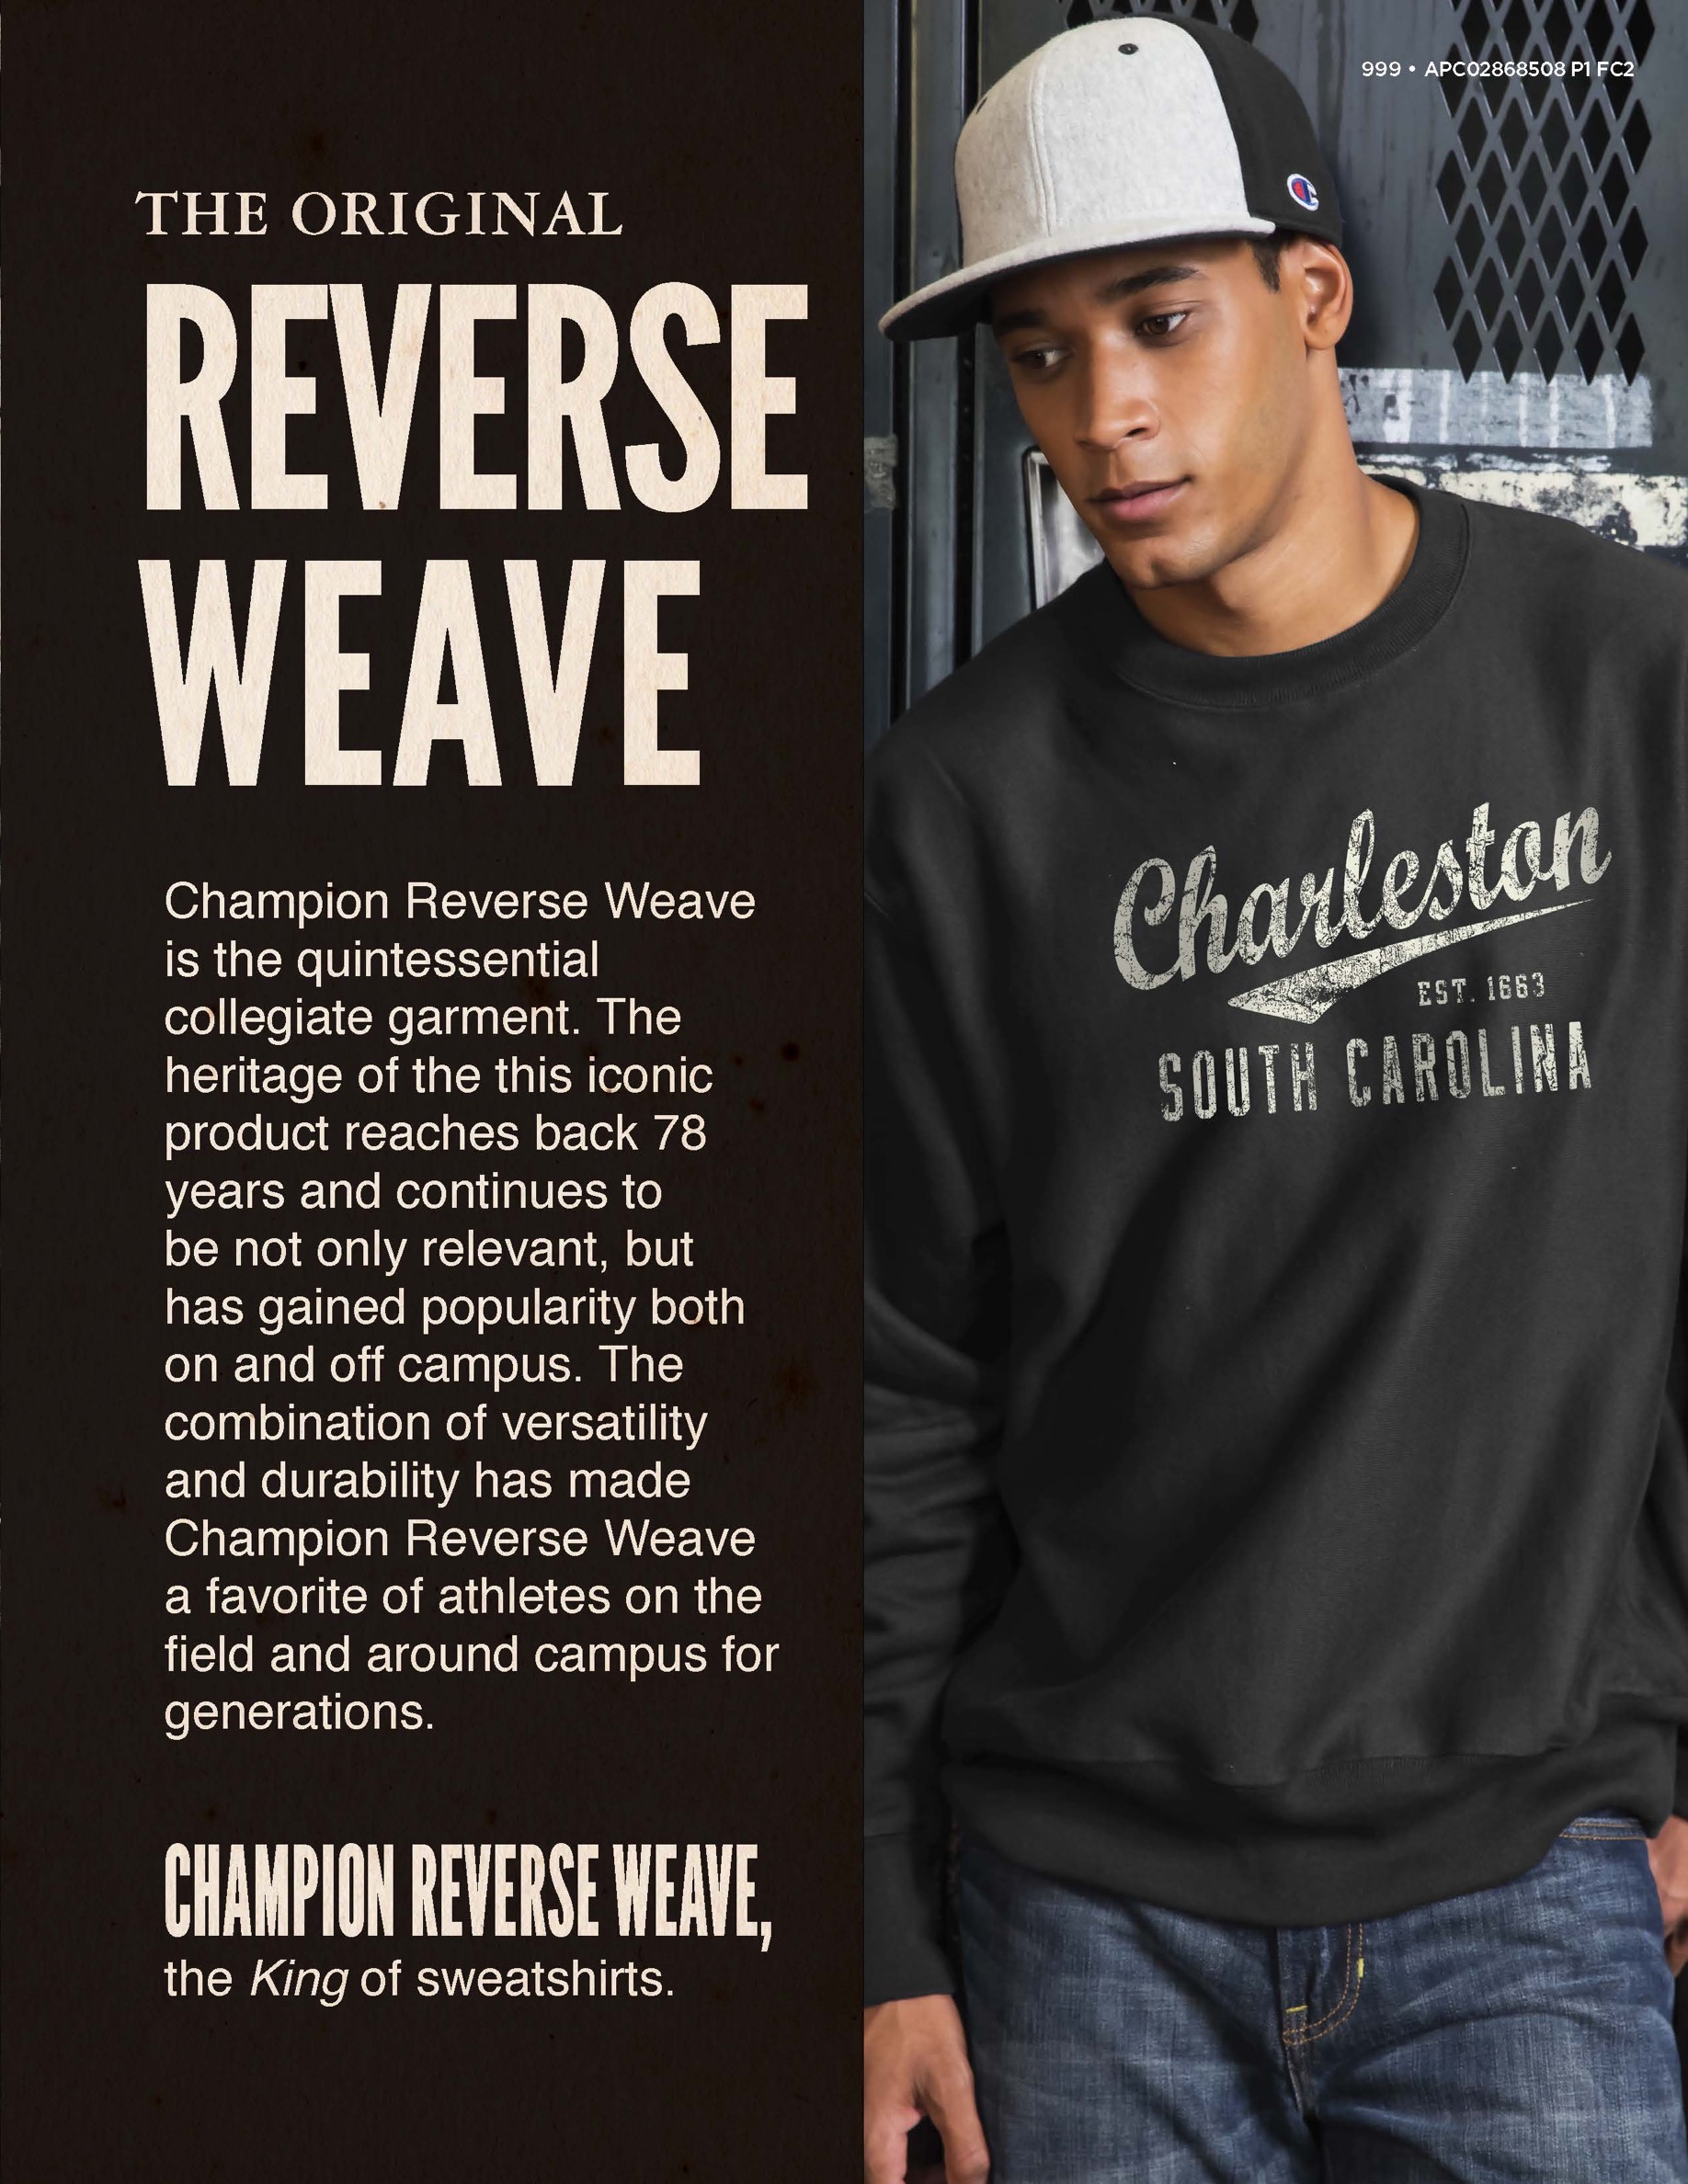 999 • APC02868508 P1 FC2
THE ORIGINAL
REVERSE
WEAVE
Champion Reverse Weave
is the quintessential
collegiate garment. The
heritage of the this iconic
product reaches back 78
years and continues to
be not only relevant, but
has gained popularity both
on and off campus. The
combination of versatility
and durability has made
Champion Reverse Weave
a favorite of athletes on the
field and around campus for
generations.
CHAMPION REVERSE WEAVE,
the King of sweatshirts.
Charleston
EST. 1663
SOUTH CAROLINA